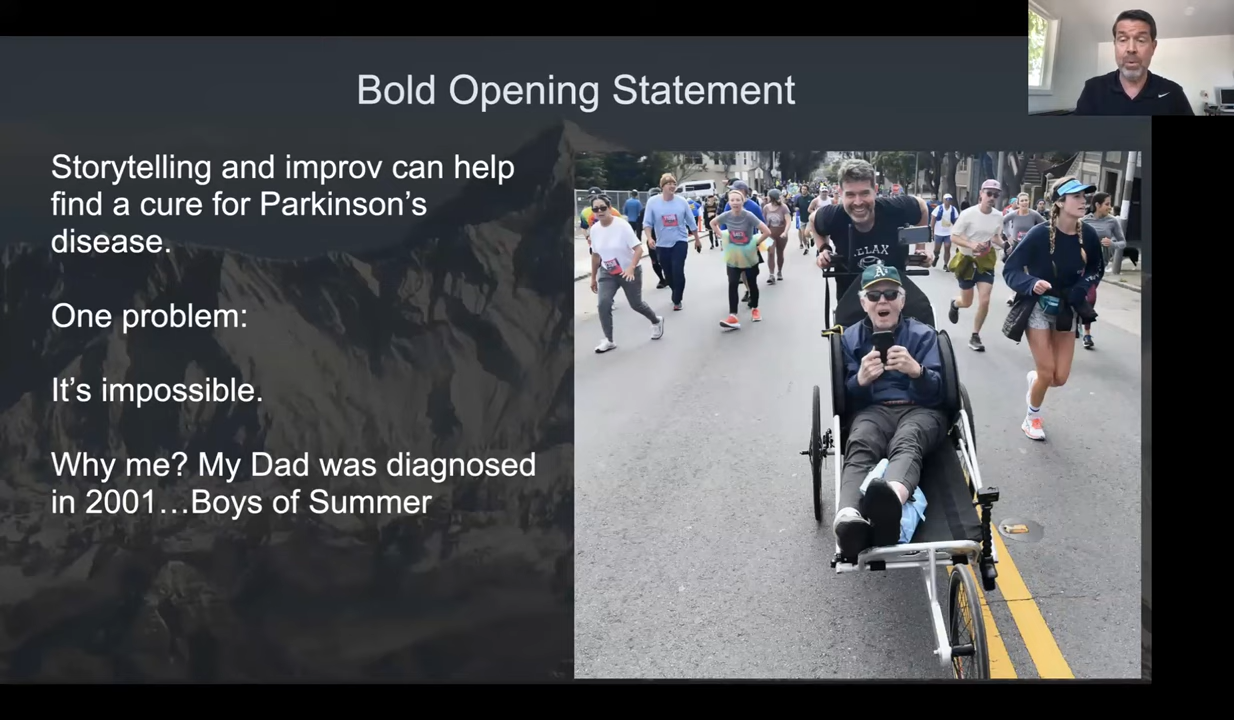 Bold Opening Statement
Storytelling and improv can help
find a cure for Parkinson’s
disease.
One problem:
It’s impossible.
Why me? My Dad was diagnosed
in 2001…Boys of Summer
A's